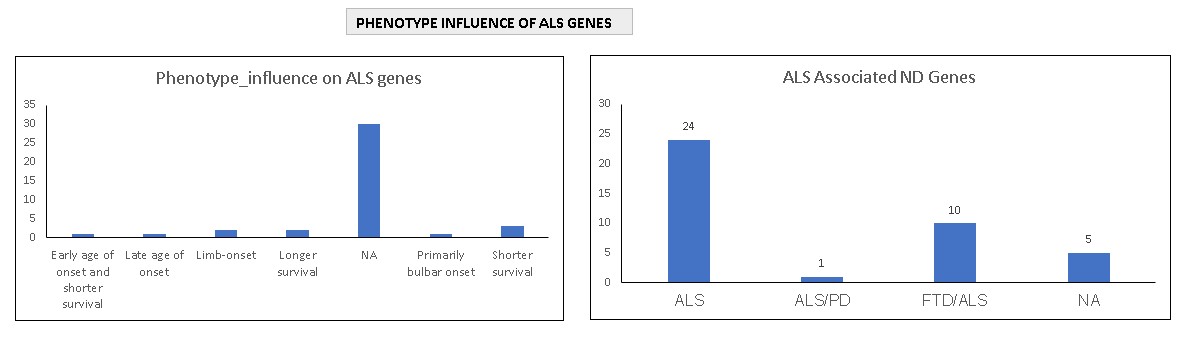 PHENOTYPE INFLUENCE OF ALS GENES
Phenotype_influence on ALS genes
35
30
25
20
15
10
5
0
Early age of
onset and
shorter
survival
Late age of
onset
Limb-onset
Longer
survival
NA
Primarily
bulbar onset
Shorter
survival
ALS Associated ND Genes
30
25
20
15
10
5
0
24
1
10
5
ALS
ALS/PD
FTD/ALS
NA